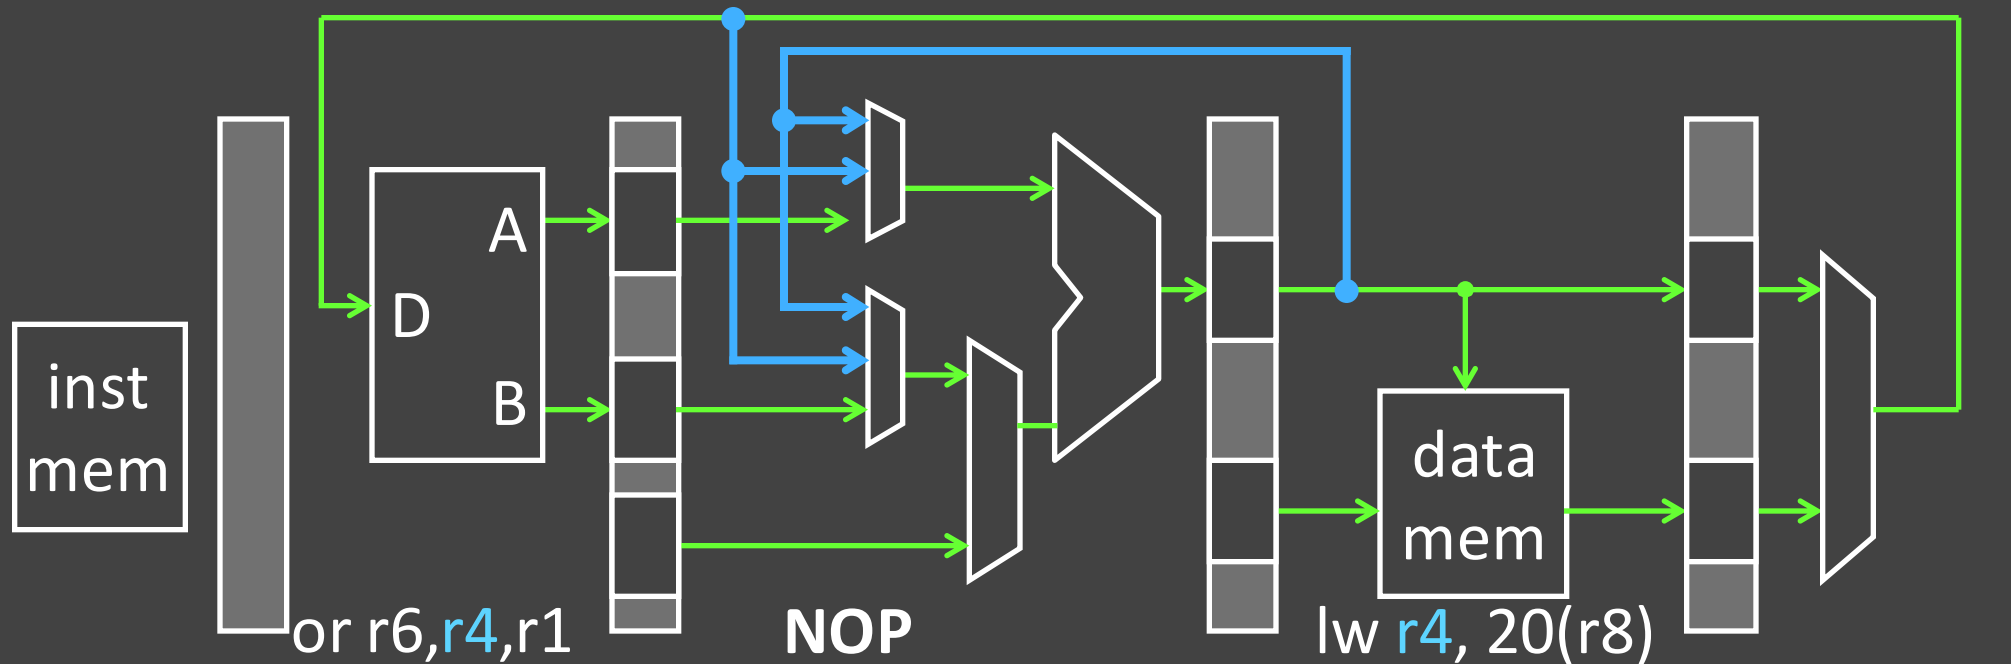 A
D
B
inst
mem
data
mem
or r6,r4,r1
NOP
lw r4, 20(r8)